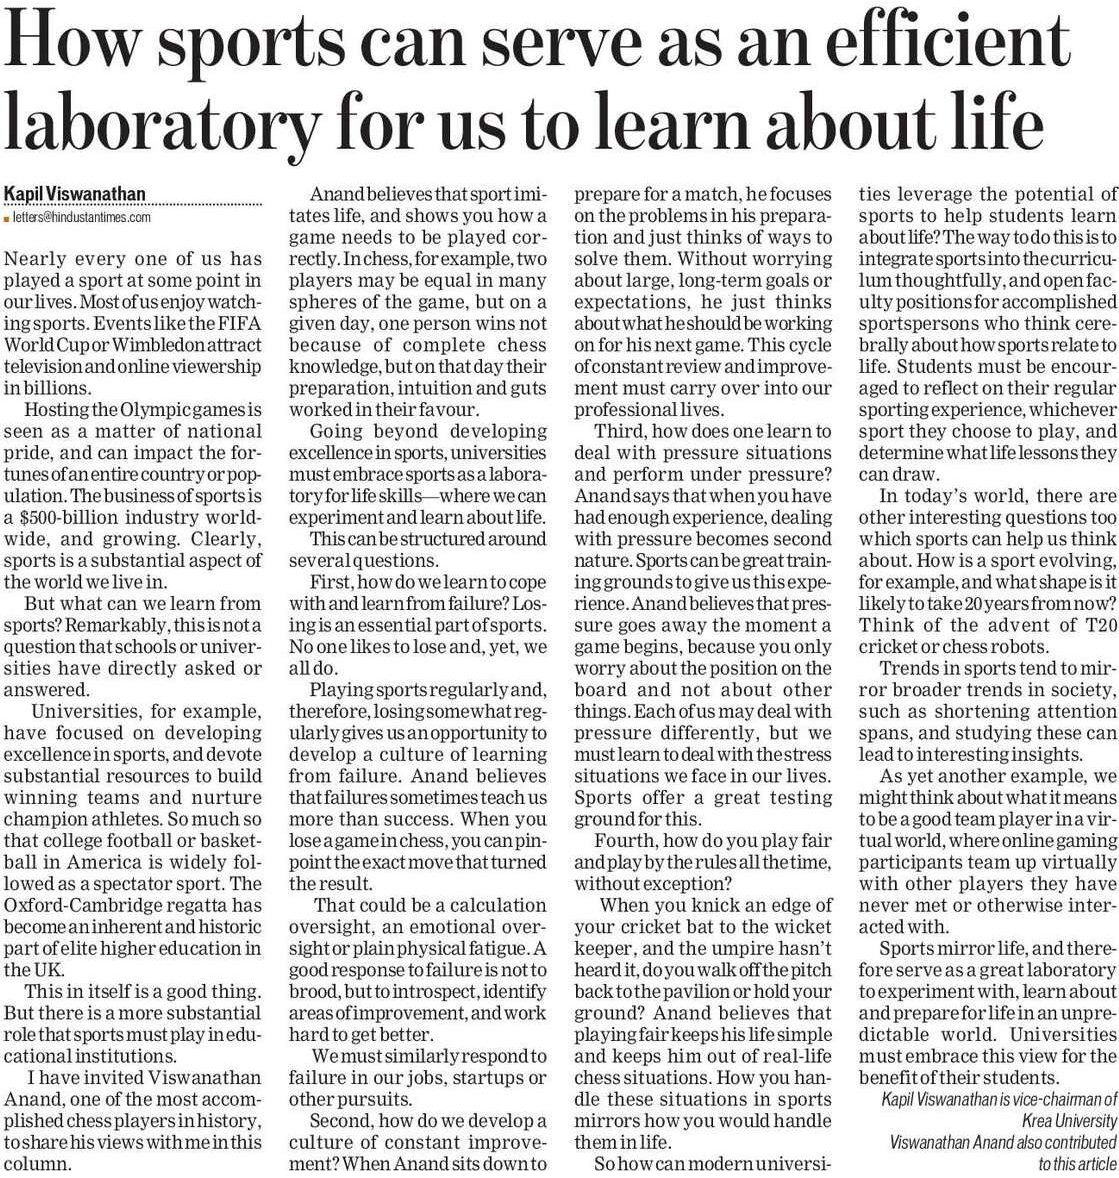 How sports can serve as an efficient
laboratory for us to learn about life
Kapil Viswanathan
letters@hindustantimes.com
Nearly every one of us has
played a sport at some point in
our lives. Most of us enjoy watch-
ing sports. Events like the FIFA
World Cup or Wimbledon attract
television and online viewership
in billions.
Hosting the Olympic games is
seen as a matter of national
pride, and can impact the for-
tunes of an entire country or pop-
ulation. The business of sports is
a $500-billion industry world-
wide, and growing. Clearly,
sports is a substantial aspect of
the world we live in.
But what can we learn from
sports? Remarkably, this is not a
question that schools or univer-
sities have directly asked or
answered.
Universities, for example,
have focused on developing
excellence in sports, and devote
substantial resources to build
winning teams and nurture
champion athletes. So much so
that college football or basket-
ball in America is widely fol-
lowed as a spectator sport. The
Oxford-Cambridge regatta has
become an inherent and historic
part of elite higher education in
the UK.
This in itself is a good thing.
But there is a more substantial
role that sports must play in edu-
cational institutions.
I have invited Viswanathan
Anand, one of the most accom-
plished chess players in history,
to share his views with me in this
column.
Anand believes that sport imi-
tates life, and shows you how a
game needs to be played cor-
rectly. In chess, for example, two
players may be equal in many
spheres of the game, but on a
given day, one person wins not
because of complete chess
knowledge, but on that day their
preparation, intuition and guts
worked in their favour.
Going beyond developing
excellence in sports, universities
must embrace sports as a labora-
tory for life skills—where we can
experiment and learn about life.
This can be structured around
several questions.
First, how do we learn to cope
with and learn from failure? Los-
ing is an essential part of sports.
No one likes to lose and, yet, we
all do.
Playing sports regularly and,
therefore, losing somewhat reg-
ularly gives us an opportunity to
develop a culture of learning
from failure. Anand believes
that failures sometimes teach us
more than success. When you
lose a game in chess, you can pin-
point the exact move that turned
the result.
That could be a calculation
oversight, an emotional over-
sight or plain physical fatigue. A
good response to failure is not to
brood, but to introspect, identify
areas of improvement, and work
hard to get better.
We must similarly respond to
failure in our jobs, startups or
other pursuits.
Second, how do we develop a
culture of constant improve-
ment? When Anand sits down to
prepare for a match, he focuses
on the problems in his prepara-
tion and just thinks of ways to
solve them. Without worrying
about large, long-term goals or
expectations, he just thinks
about what he should be working
on for his next game. This cycle
of constant review and improve-
ment must carry over into our
professional lives.
Third, how does one learn to
deal with pressure situations
and perform under pressure?
Anand says that when you have
had enough experience, dealing
with pressure becomes second
nature. Sports can be great train-
ing grounds to give us this expe-
rience. Anand believes that pres-
sure goes away the moment a
game begins, because you only
worry about the position on the
board and not about other
things. Each of us may deal with
pressure differently, but we
must learn to deal with the stress
situations we face in our lives.
Sports offer a great testing
ground for this.
Fourth, how do you play fair
and play by the rules all the time,
without exception?
When you knick an edge of
your cricket bat to the wicket
keeper, and the umpire hasn't
heard it, do you walk off the pitch
back to the pavilion or hold your
ground? Anand believes that
playing fair keeps his life simple
and keeps him out of real-life
chess situations. How you han-
dle these situations in sports
mirrors how you would handle
them in life.
So how can modern universi-
ties leverage the potential of
sports to help students learn
about life? The way to do this is to
integrate sports into the curricu-
lum thoughtfully, and open fac-
ulty positions for accomplished
sportspersons who think cere-
brally about how sports relate to
life. Students must be encour-
aged to reflect on their regular
sporting experience, whichever
sport they choose to play, and
determine what life lessons they
can draw.
In today's world, there are
other interesting questions too
which sports can help us think
about. How is a sport evolving,
for example, and what shape is it
likely to take 20 years from now?
Think of the advent of T20
cricket or chess robots.
Trends in sports tend to mir-
ror broader trends in society,
such as shortening attention
spans, and studying these can
lead to interesting insights.
As yet another example, we
might think about what it means
to be a good team player in a vir-
tual world, where online gaming
participants team up virtually
with other players they have
never met or otherwise inter-
acted with.
Sports mirror life, and there-
fore serve as a great laboratory
to experiment with, learn about
and prepare for life in an unpre-
dictable world. Universities
must embrace this view for the
benefit of their students.
Kapil Viswanathan is vice-chairman of
Krea University
Viswanathan Anand also contributed
to this article